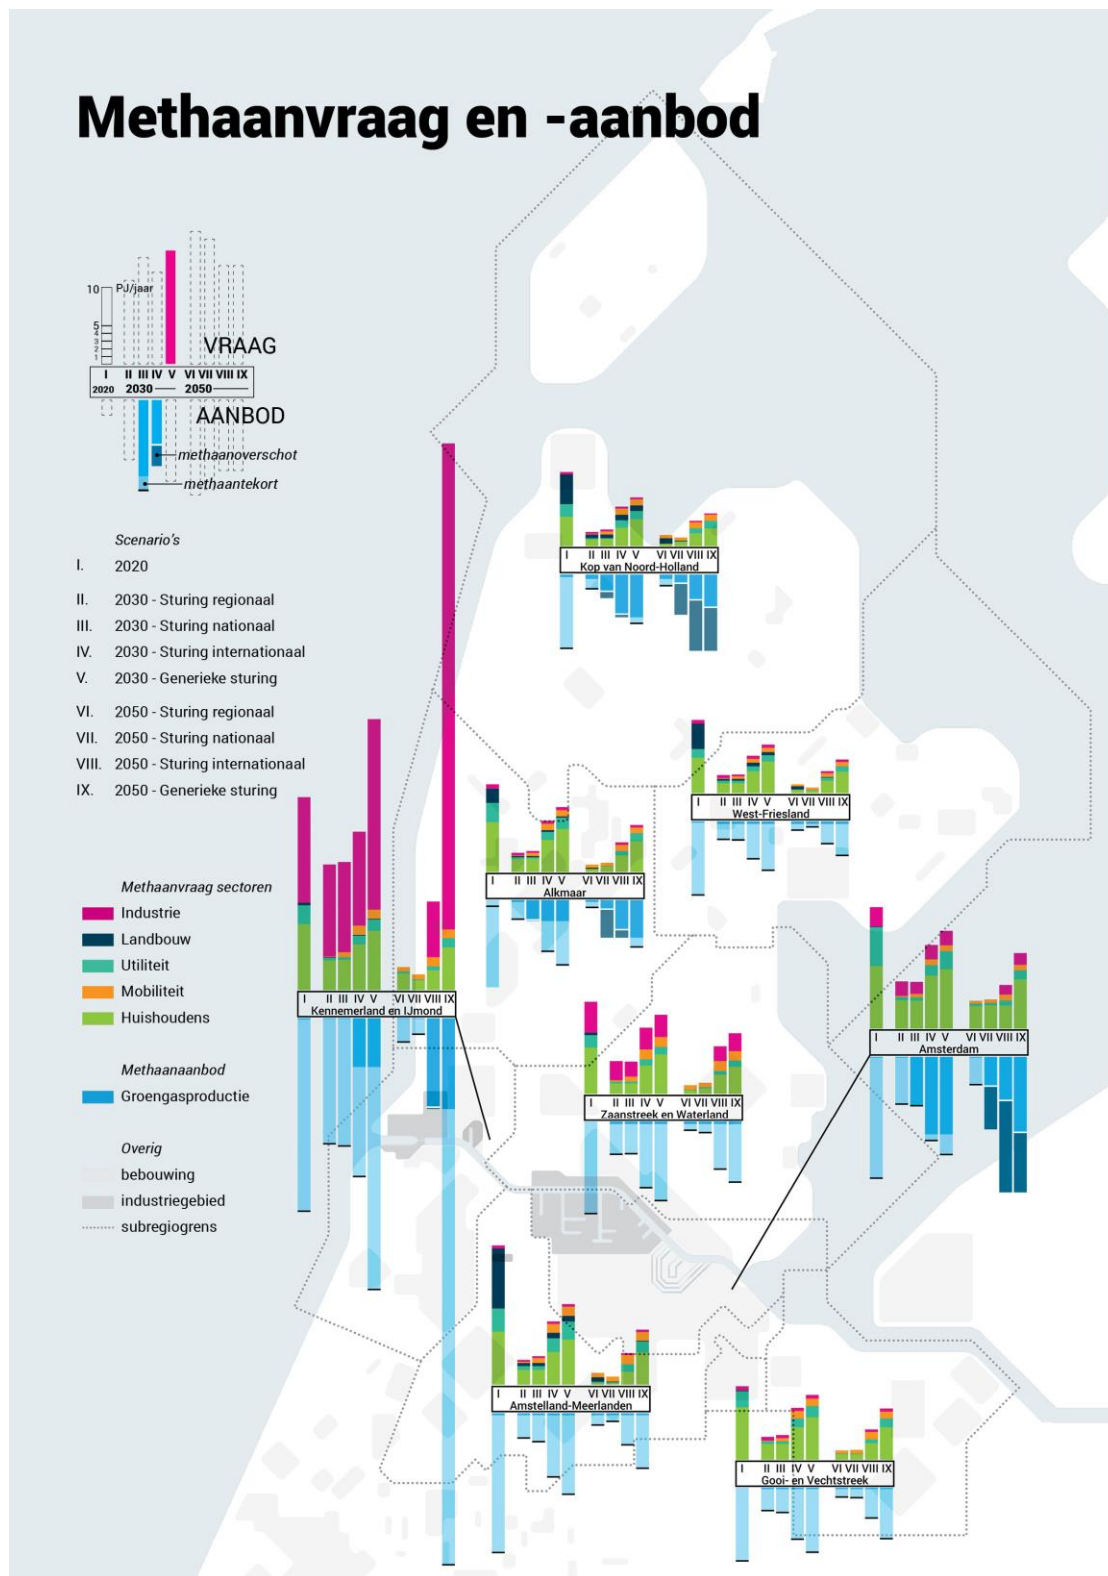 Methaanvraag en -aanbod
10 PJ/jaar
5
4
3
2
1
VRAAG
I II III IV V VI VII VIII IX
2020 2030 2050
AANBOD
methaanoverschot
methaantekort
Scenario's
I. 2020
II. 2030 - Sturing regionaal
III. 2030 - Sturing nationaal
IV. 2030 - Sturing internationaal
V. 2030 - Generieke sturing
VI. 2050 - Sturing regionaal
VII. 2050 - Sturing nationaal
VIII. 2050 - Sturing internationaal
IX. 2050 - Generieke sturing
Methaanvraag sectoren
Industrie
Landbouw
Utiliteit
Mobiliteit
Huishoudens
Methaanaanbod
Groengasproductie
Overig
bebouwing
industriegebied
subregiogrens
I II III IV V VI VII VIII IX
Kop van Noord-Holland
I II III IV V VI VII VIII IX
West-Friesland
I II III IV V VI VII VIII IX
Alkmaar
I II III IV V VI VII VIII IX
Kennemerland en IJmond
I II III IV V VI VII VIII IX
Amsterdam
I II III IV V VI VII VIII IX
Zaanstreek en Waterland
I II III IV V VI VII VIII IX
Amstelland-Meerlanden
I II III IV V VI VII VIII IX
Gooi- en Vechtstreek